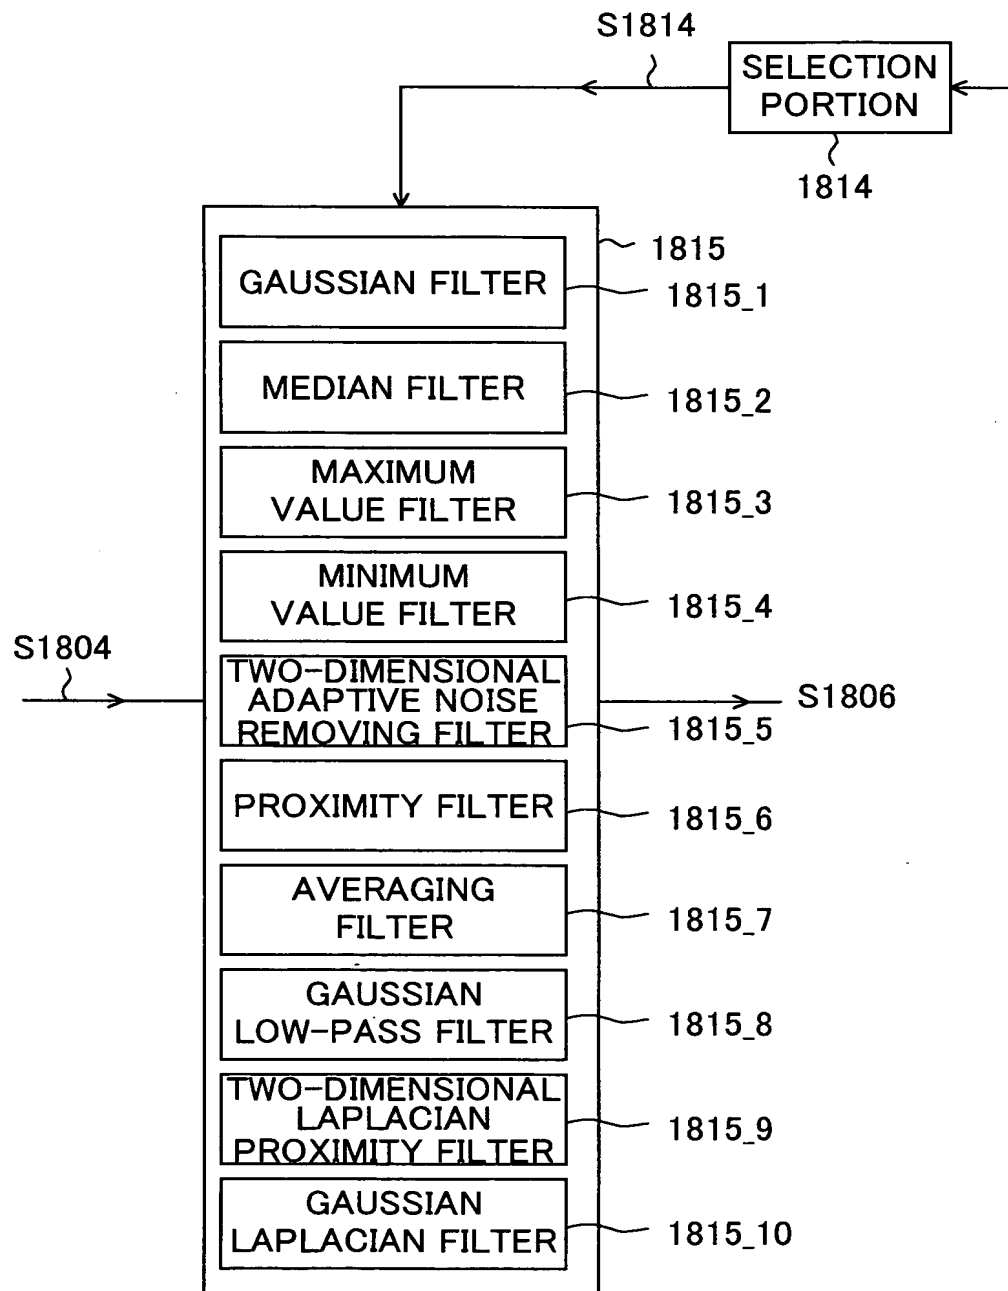 S1814
SELECTION
PORTION
1814
1815
GAUSSIAN FILTER
1815_1
MEDIAN FILTER
1815_2
MAXIMUM
VALUE FILTER
1815_3
MINIMUM
VALUE FILTER
1815_4
S1804
TWO-DIMENSIONAL
ADAPTIVE NOISE
REMOVING FILTER
1815_5
S1806
PROXIMITY FILTER
1815_6
AVERAGING
FILTER
1815_7
GAUSSIAN
LOW-PASS FILTER
1815_8
TWO-DIMENSIONAL
LAPLACIAN
PROXIMITY FILTER
1815_9
GAUSSIAN
LAPLACIAN FILTER
1815_10